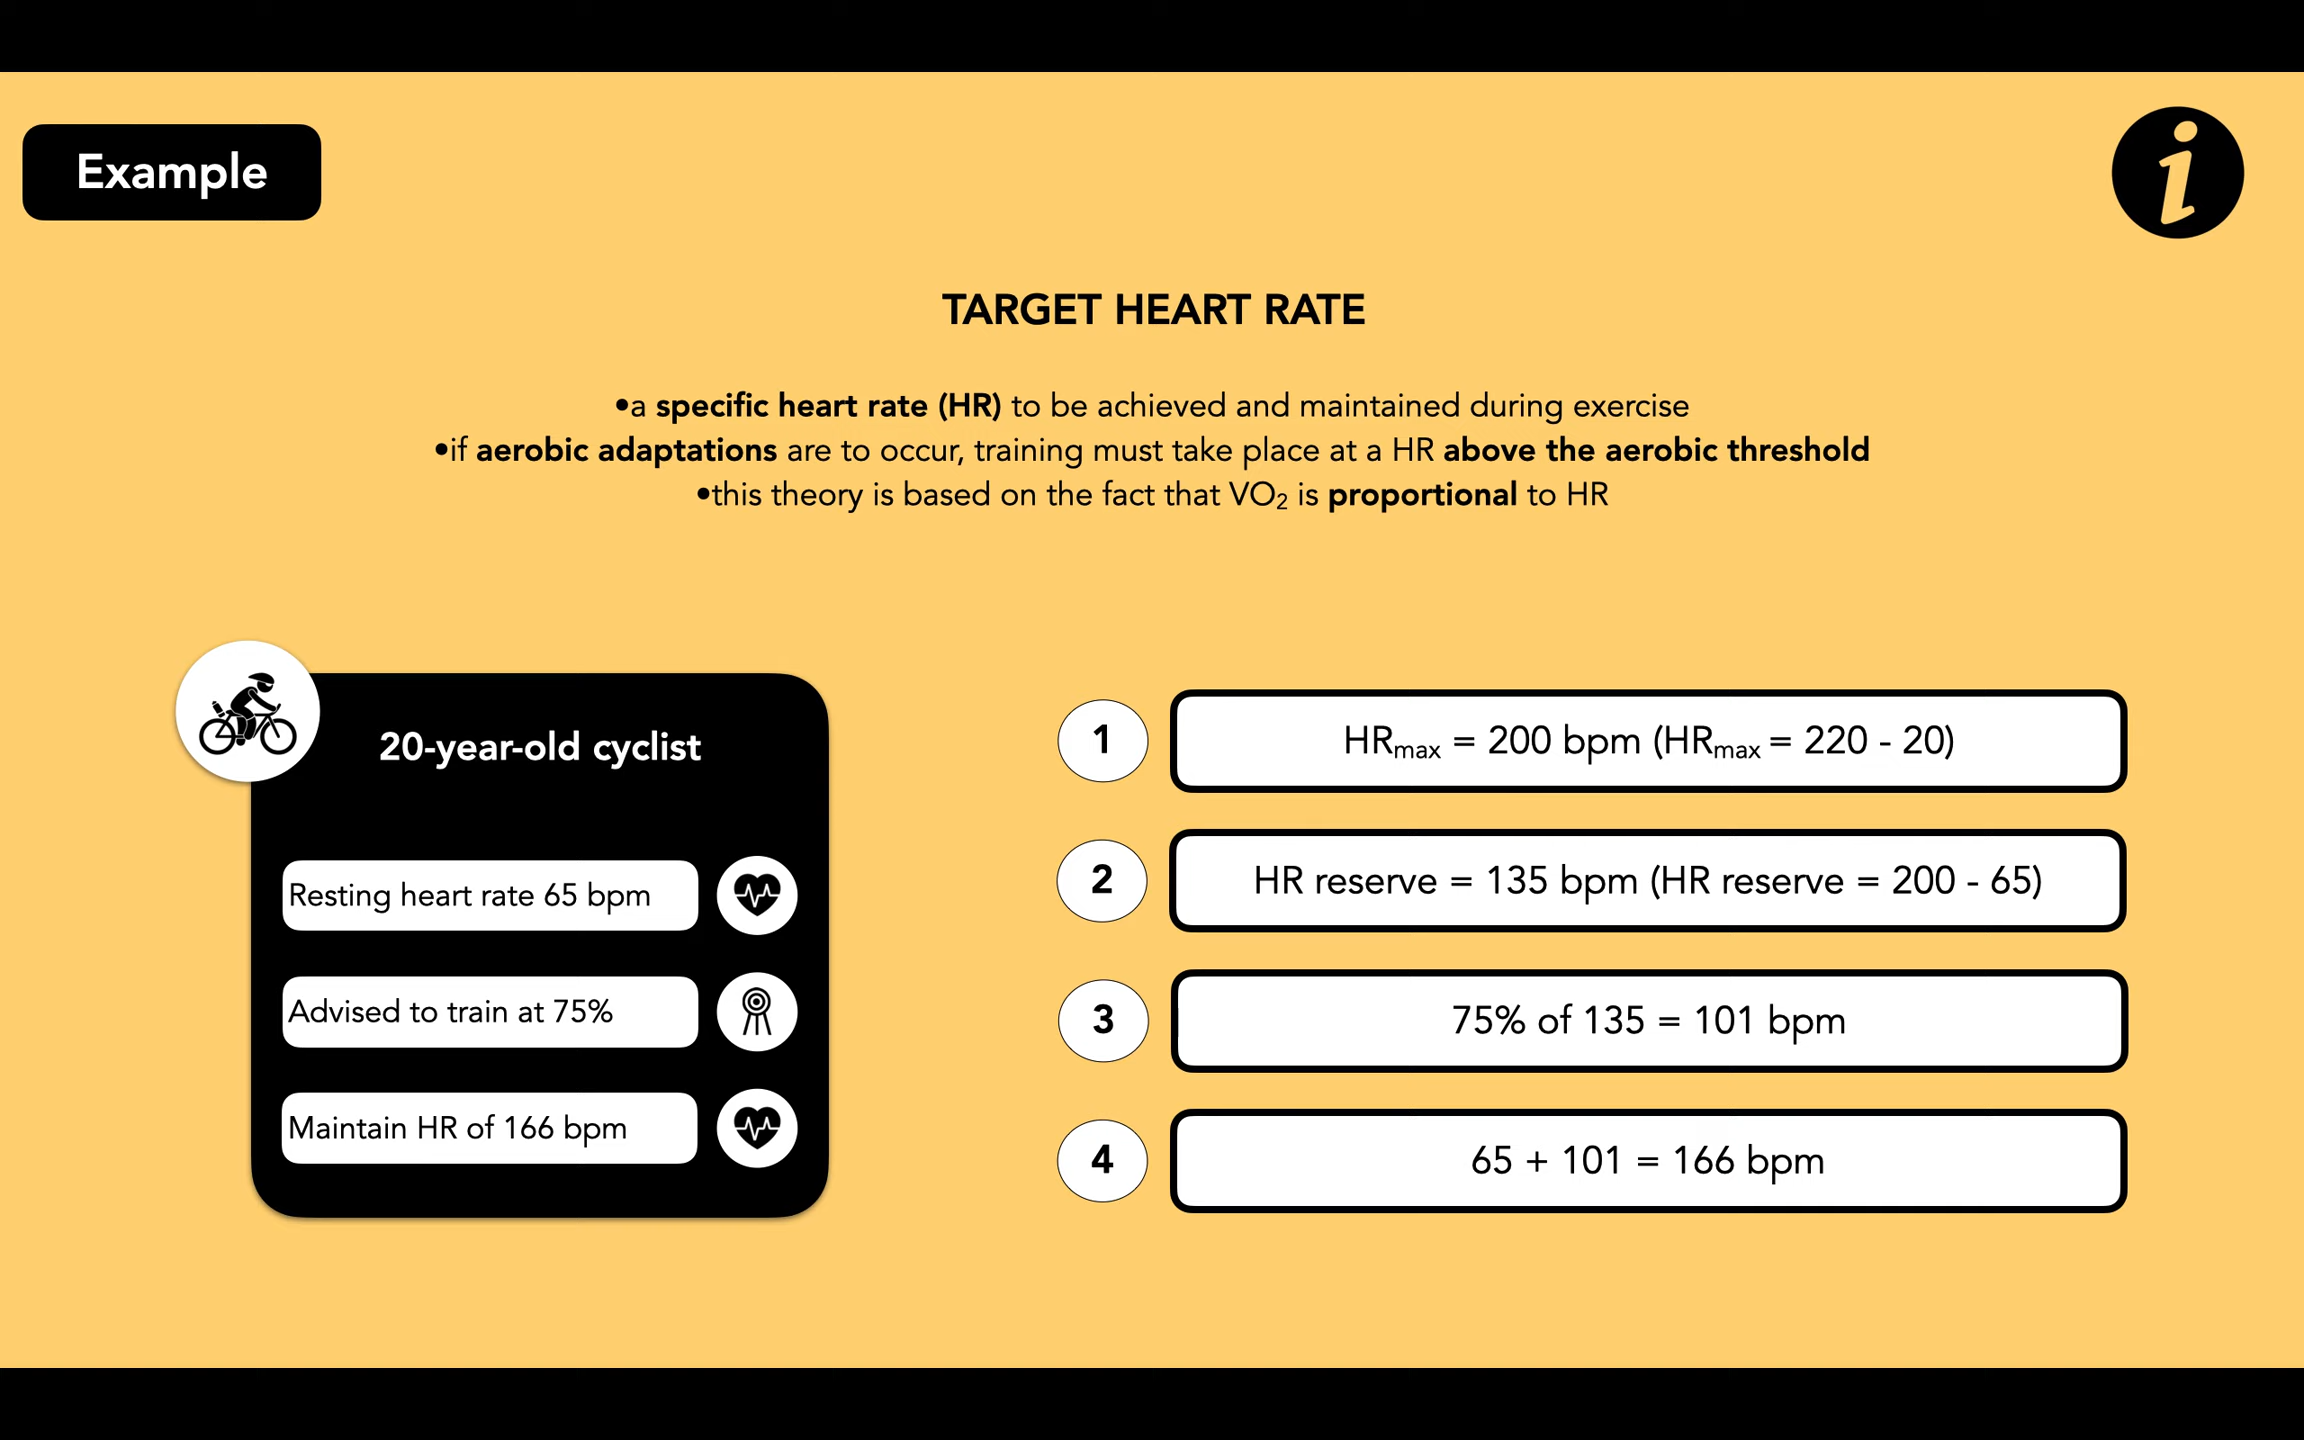 Example
TARGET HEART RATE
•a specific heart rate (HR) to be achieved and maintained during exercise
•if aerobic adaptations are to occur, training must take place at a HR above the aerobic threshold
•this theory is based on the fact that VO₂ is proportional to HR
20-year-old cyclist
Resting heart rate 65 bpm
Advised to train at 75%
Maintain HR of 166 bpm
1
HRmax = 200 bpm (HRmax = 220 - 20)
2
HR reserve = 135 bpm (HR reserve = 200 - 65)
3
75% of 135 = 101 bpm
4
65 + 101 = 166 bpm